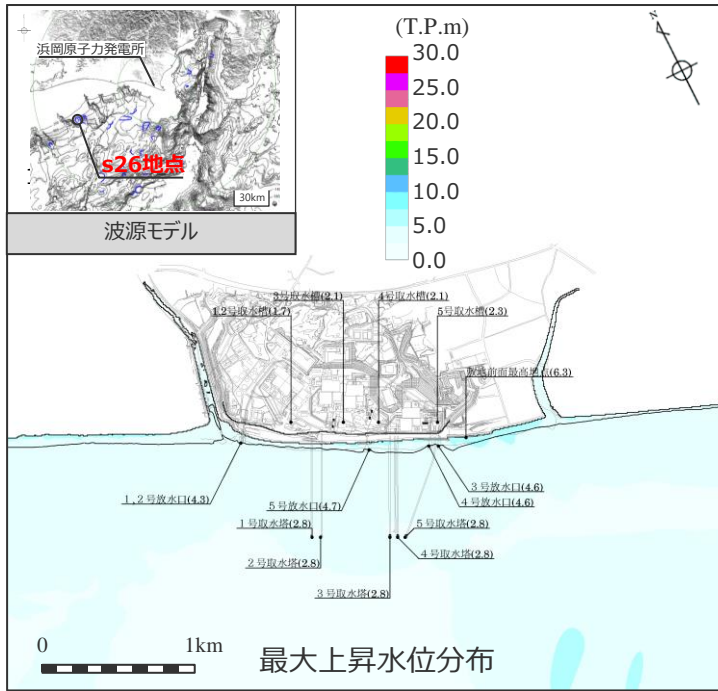 浜岡原子力発電所
s26地点
30km
波源モデル
(T.P.m)
30.0
25.0
20.0
15.0
10.0
5.0
0.0
N
3号取水槽(2.1)
4号取水槽(2.1)
1,2号取水槽(1.7)
5号取水槽(2.3)
敷地前面最高地点(6.3)
1,2号放水口(4.3)
5号放水口(4.7)
3号放水口(4.6)
4号放水口(4.6)
1号取水塔(2.8)
5号取水塔(2.8)
2号取水塔(2.8)
4号取水塔(2.8)
3号取水塔(2.8)
0 1km
最大上昇水位分布